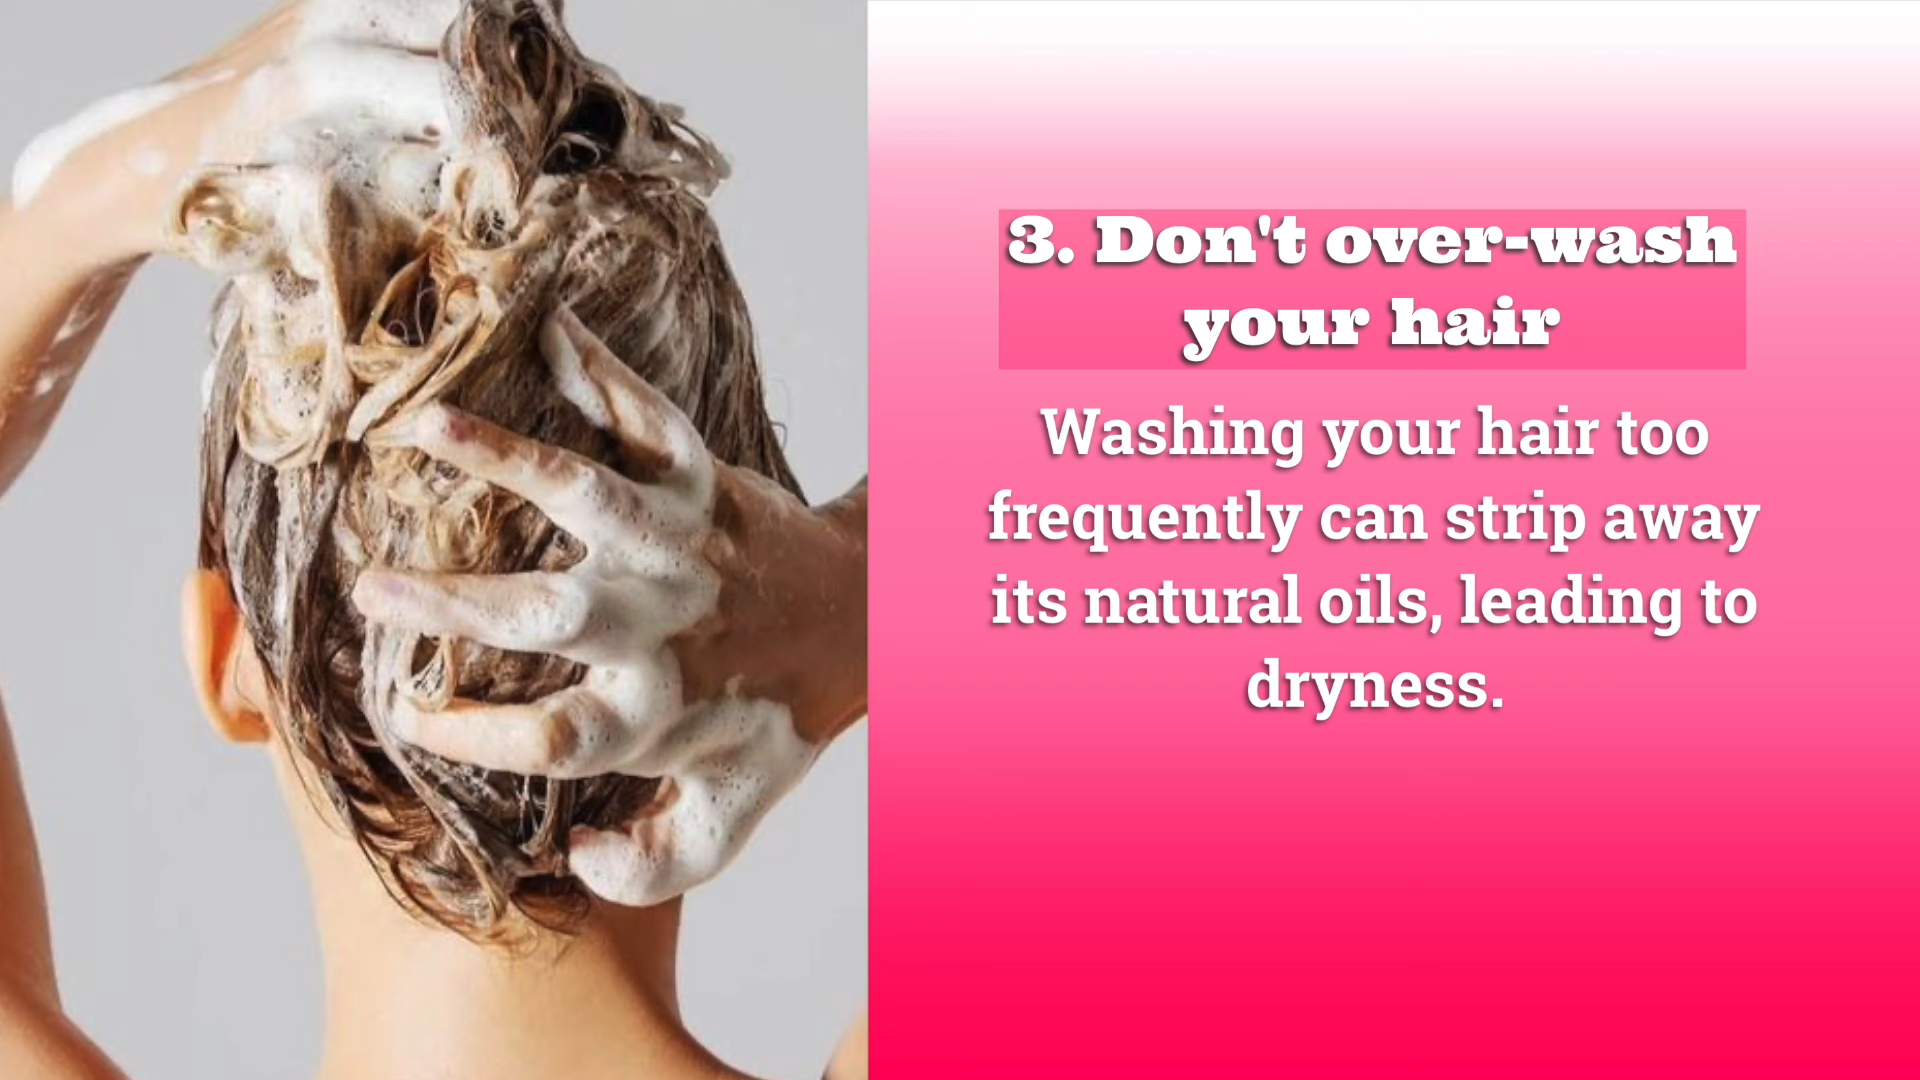 3. Don't over-wash
your hair
Washing your hair too
frequently can strip away
its natural oils, leading to
dryness.